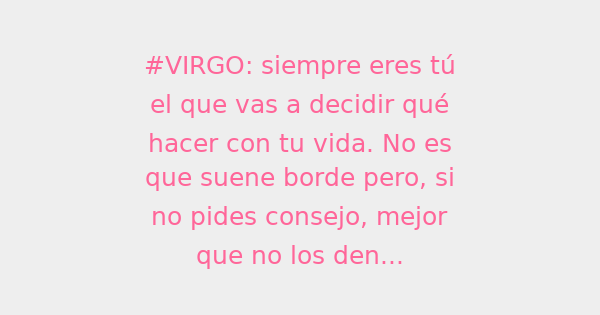 #VIRGO: siempre eres tú
el que vas a decidir qué
hacer con tu vida. No es
que suene borde pero, si
no pides consejo, mejor
que no los den...